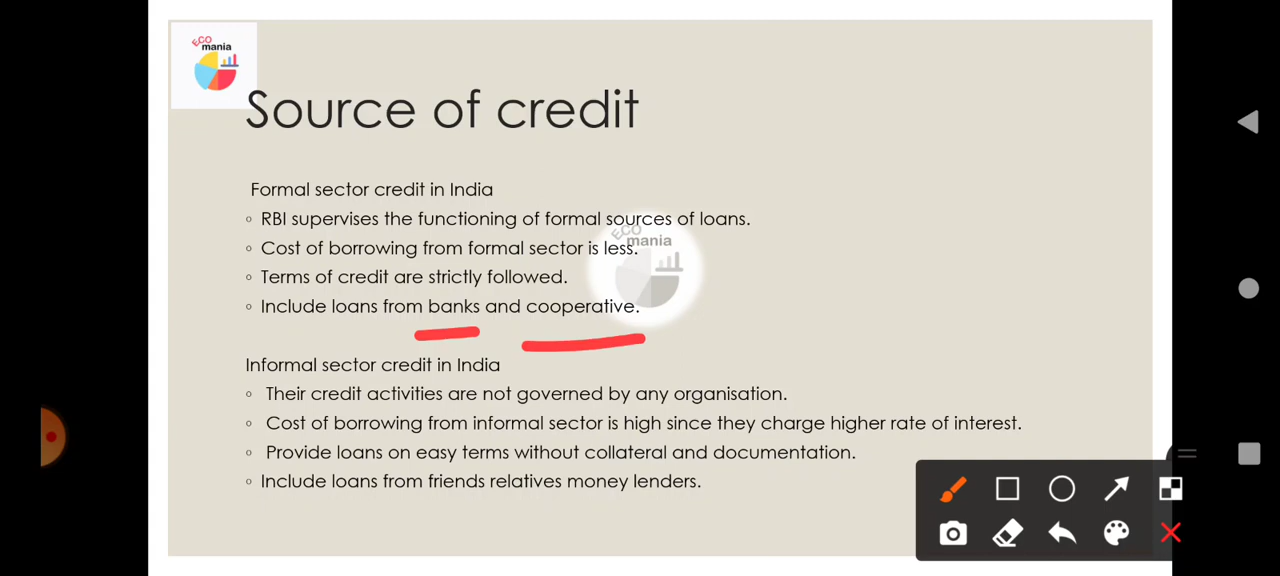 ECO
mania
Source of credit
Formal sector credit in India
◦ RBI supervises the functioning of formal sources of loans.
◦ Cost of borrowing from formal sector is less.
◦ Terms of credit are strictly followed.
◦ Include loans from banks and cooperative.
ECO
mania
Informal sector credit in India
◦ Their credit activities are not governed by any organisation.
◦ Cost of borrowing from informal sector is high since they charge higher rate of interest.
◦ Provide loans on easy terms without collateral and documentation.
◦ Include loans from friends relatives money lenders.